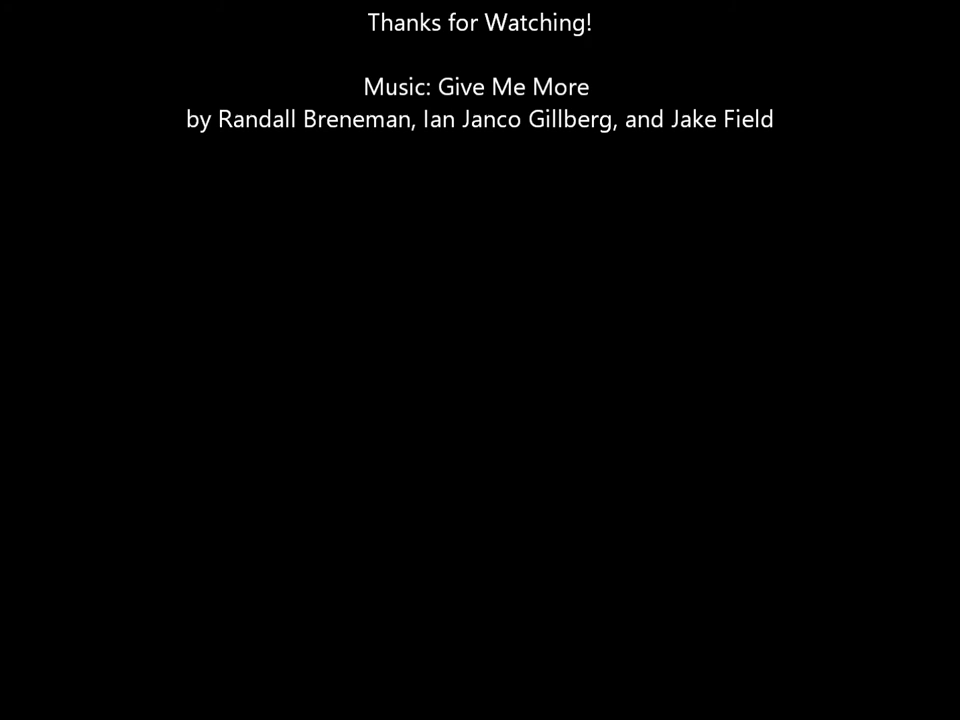 Thanks for Watching!
Music: Give Me More
by Randall Breneman, Ian Janco Gillberg, and Jake Field